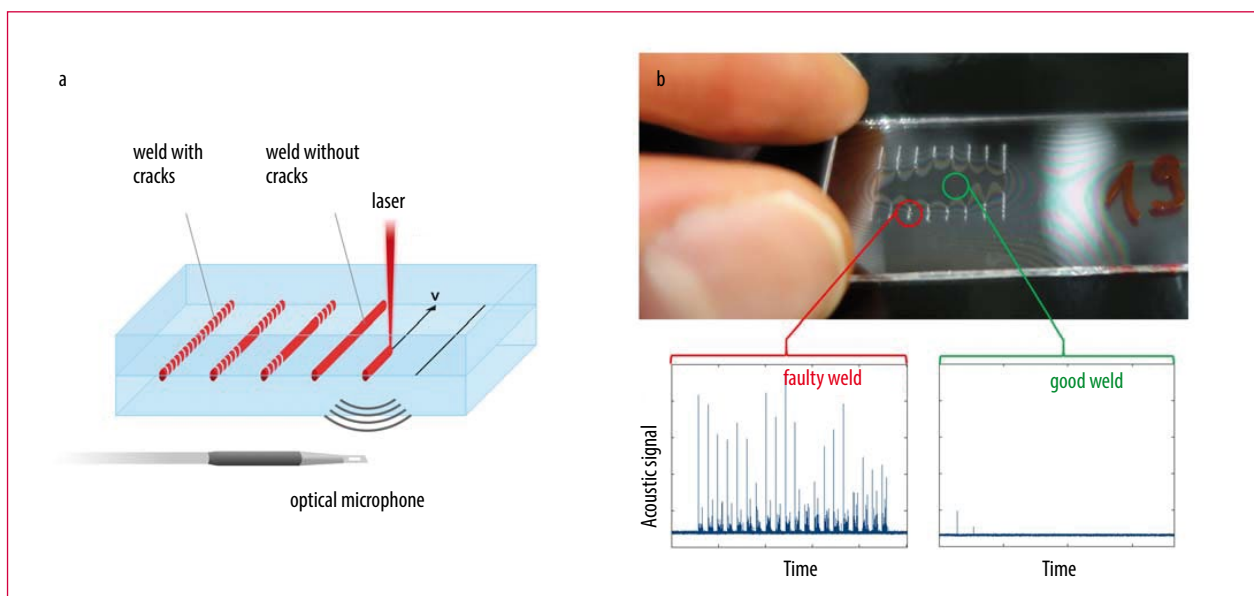 a
weld with
cracks
weld without
cracks
laser
v
optical microphone
b
19
faulty weld
good weld
Acoustic signal
Time
Time